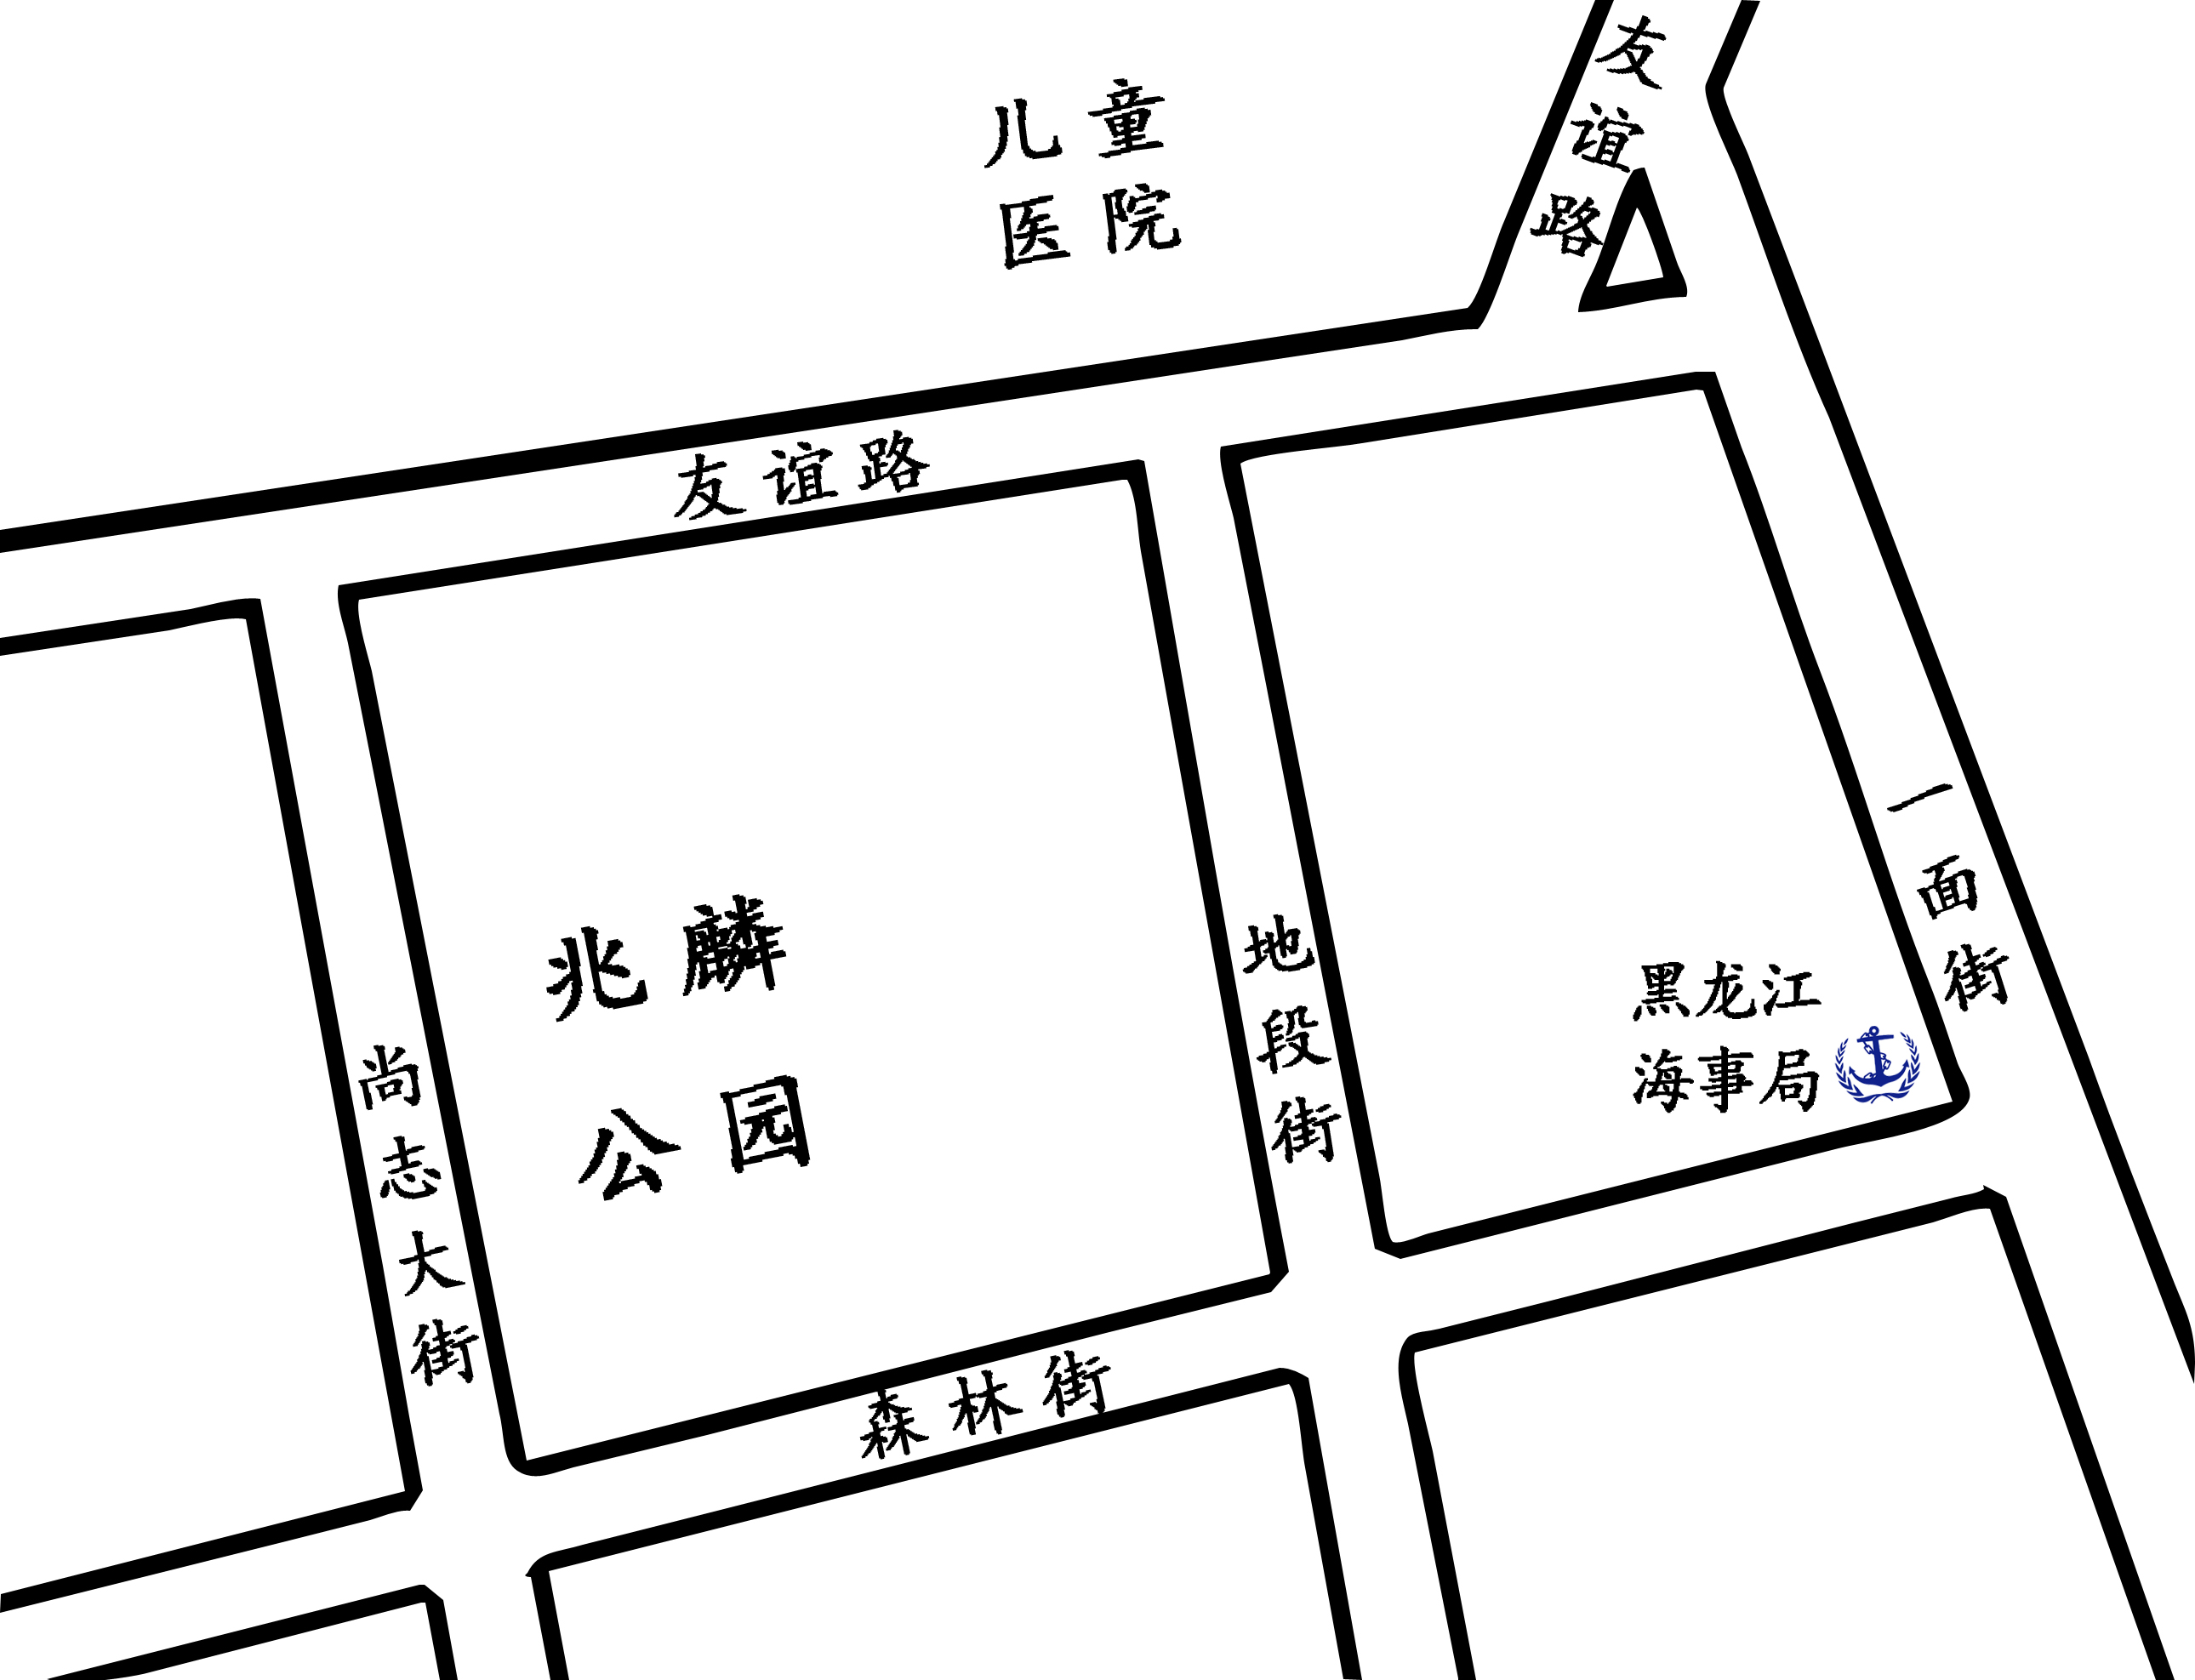 友谊路
儿童
医院
友谊路
一面街
兆麟
公园
地段街
黑龙江
海事局
尚志大街
森林街